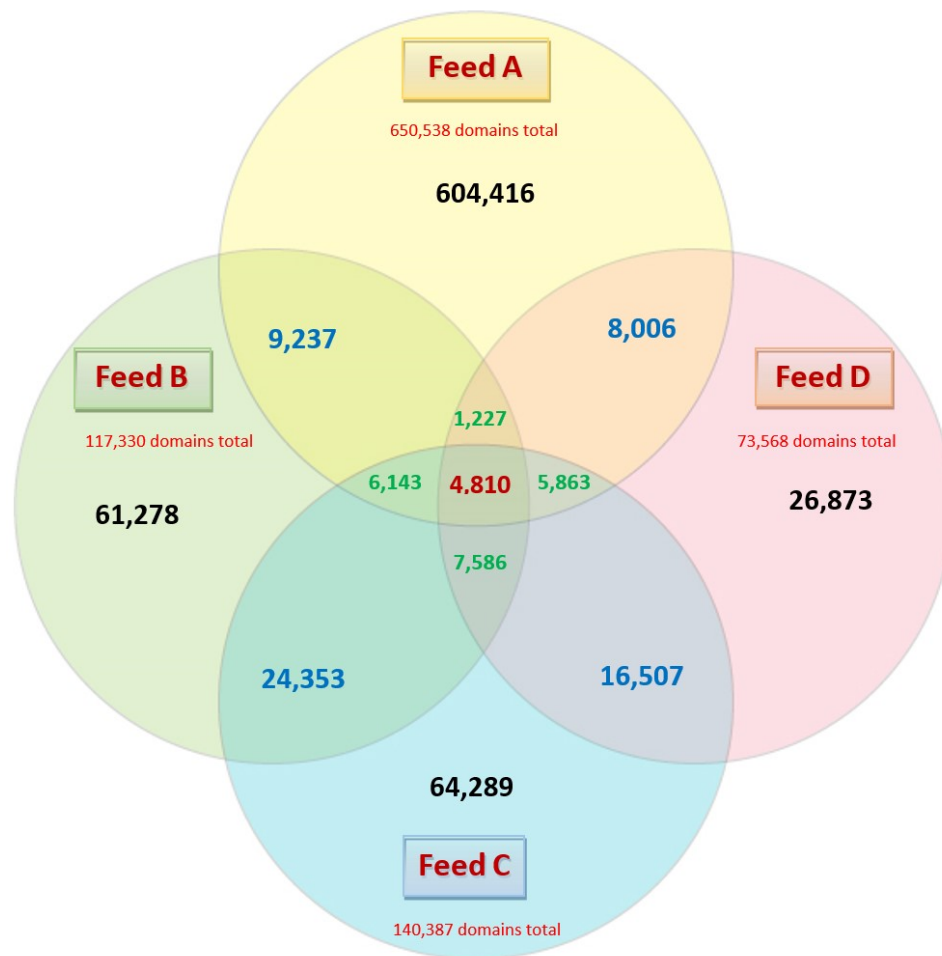 Feed A
650,538 domains total
604,416
9,237
8,006
Feed B
Feed D
1,227
117,330 domains total
73,568 domains total
6,143
4,810
5,863
61,278
26,873
7,586
24,353
16,507
64,289
Feed C
140,387 domains total